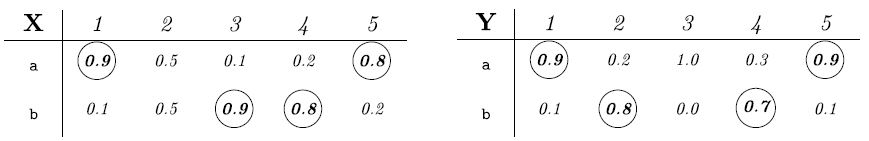 X 1 2 3 4 5
a 0.9 0.5 0.1 0.2 0.8
b 0.1 0.5 0.9 0.8 0.2
Y 1 2 3 4 5
a 0.9 0.2 1.0 0.3 0.9
b 0.1 0.8 0.0 0.7 0.1